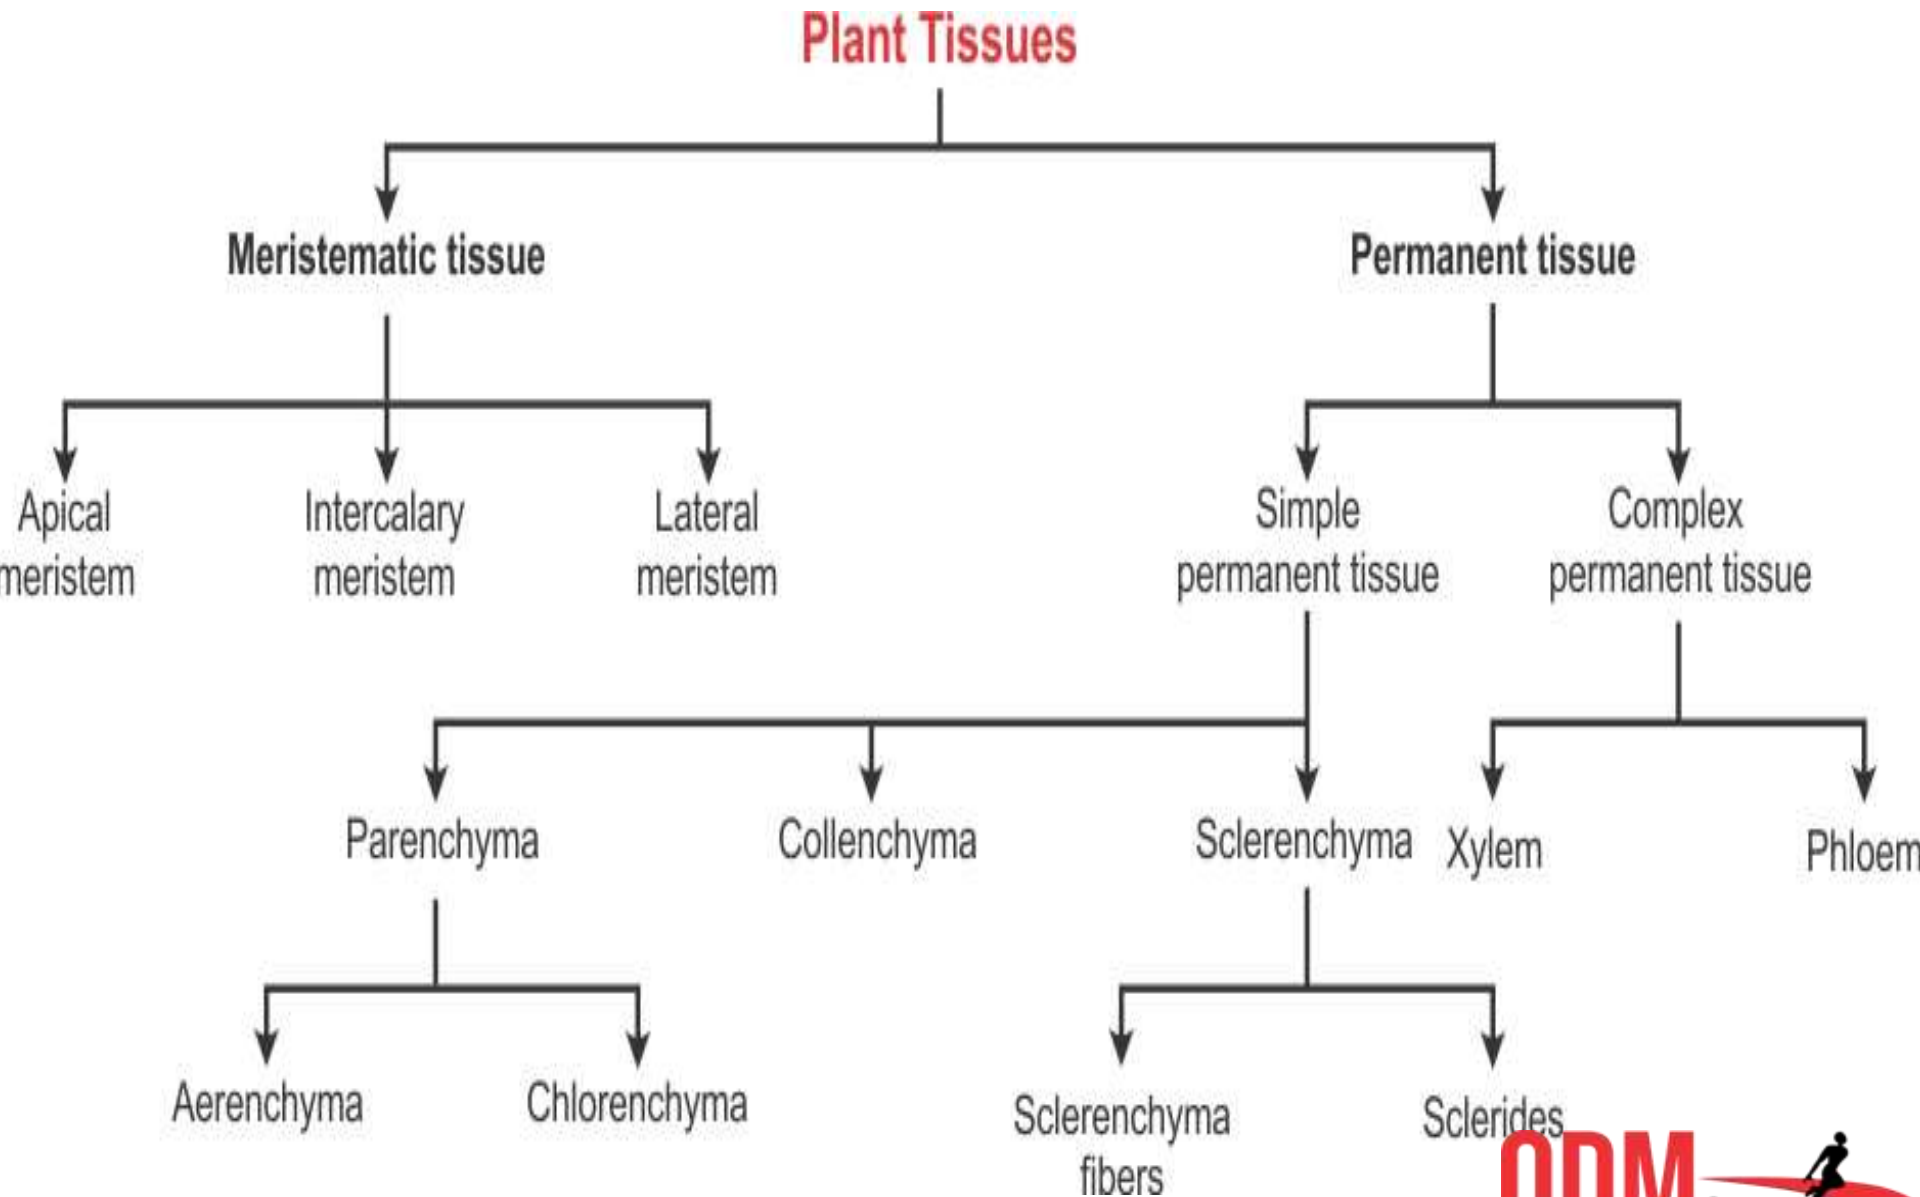 Plant Tissues
Meristematic tissue
Permanent tissue
Apical
meristem
Intercalary
meristem
Lateral
meristem
Simple
permanent tissue
Complex
permanent tissue
Parenchyma
Collenchyma
Sclerenchyma
Xylem
Phloem
Aerenchyma
Chlorenchyma
Sclerenchyma
fibers
Sclerides
ODM